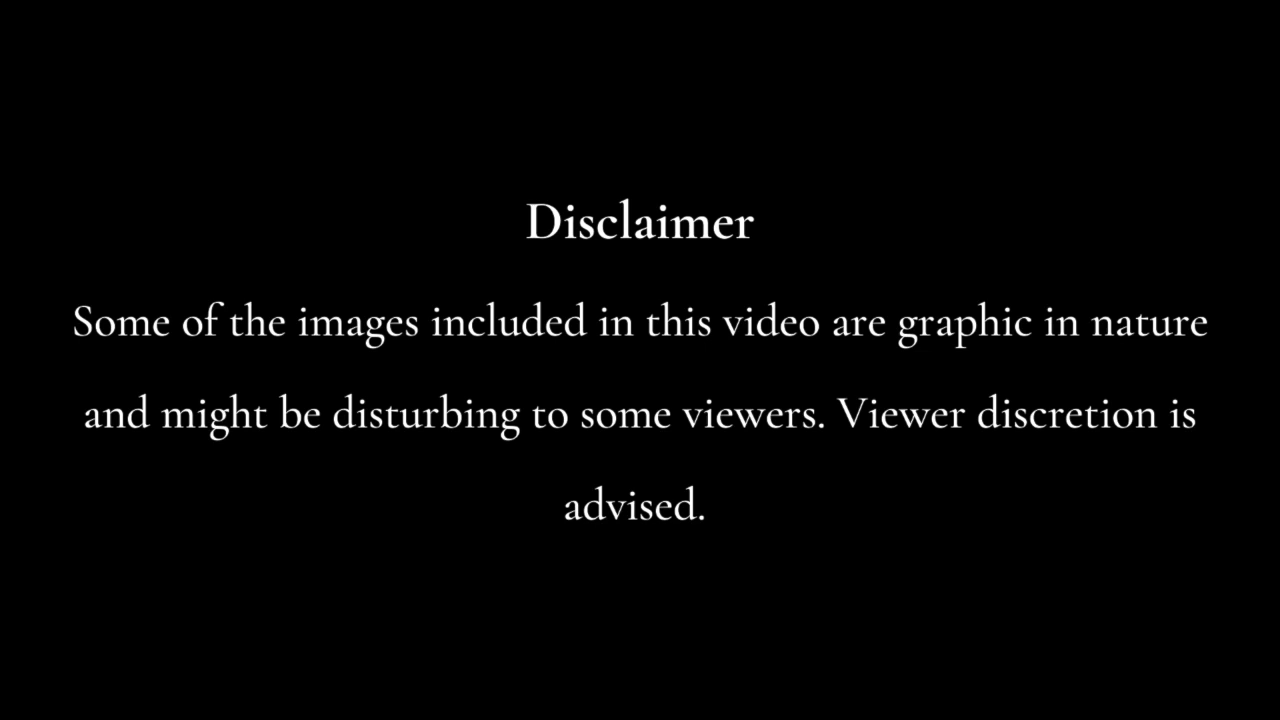 Disclaimer
Some of the images included in this video are graphic in nature
and might be disturbing to some viewers. Viewer discretion is
advised.